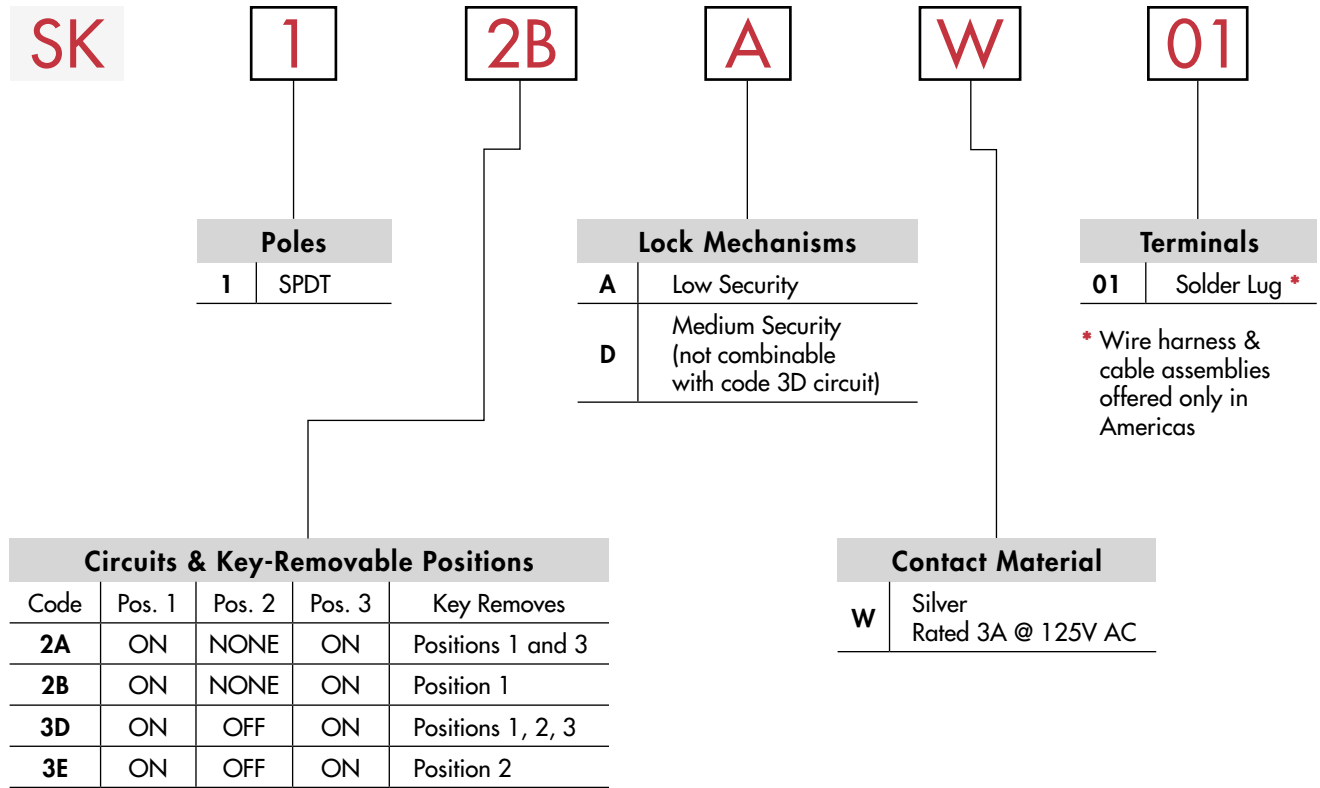 SK 1 2B A W 01
Poles
1 SPDT
Lock Mechanisms
A Low Security
D Medium Security
(not combinable
with code 3D circuit)
Terminals
01 Solder Lug *
* Wire harness &
cable assemblies
offered only in
Americas
Circuits & Key-Removable Positions
Code Pos. 1 Pos. 2 Pos. 3 Key Removes
2A ON NONE ON Positions 1 and 3
2B ON NONE ON Position 1
3D ON OFF ON Positions 1, 2, 3
3E ON OFF ON Position 2
Contact Material
W Silver
Rated 3A @ 125V AC